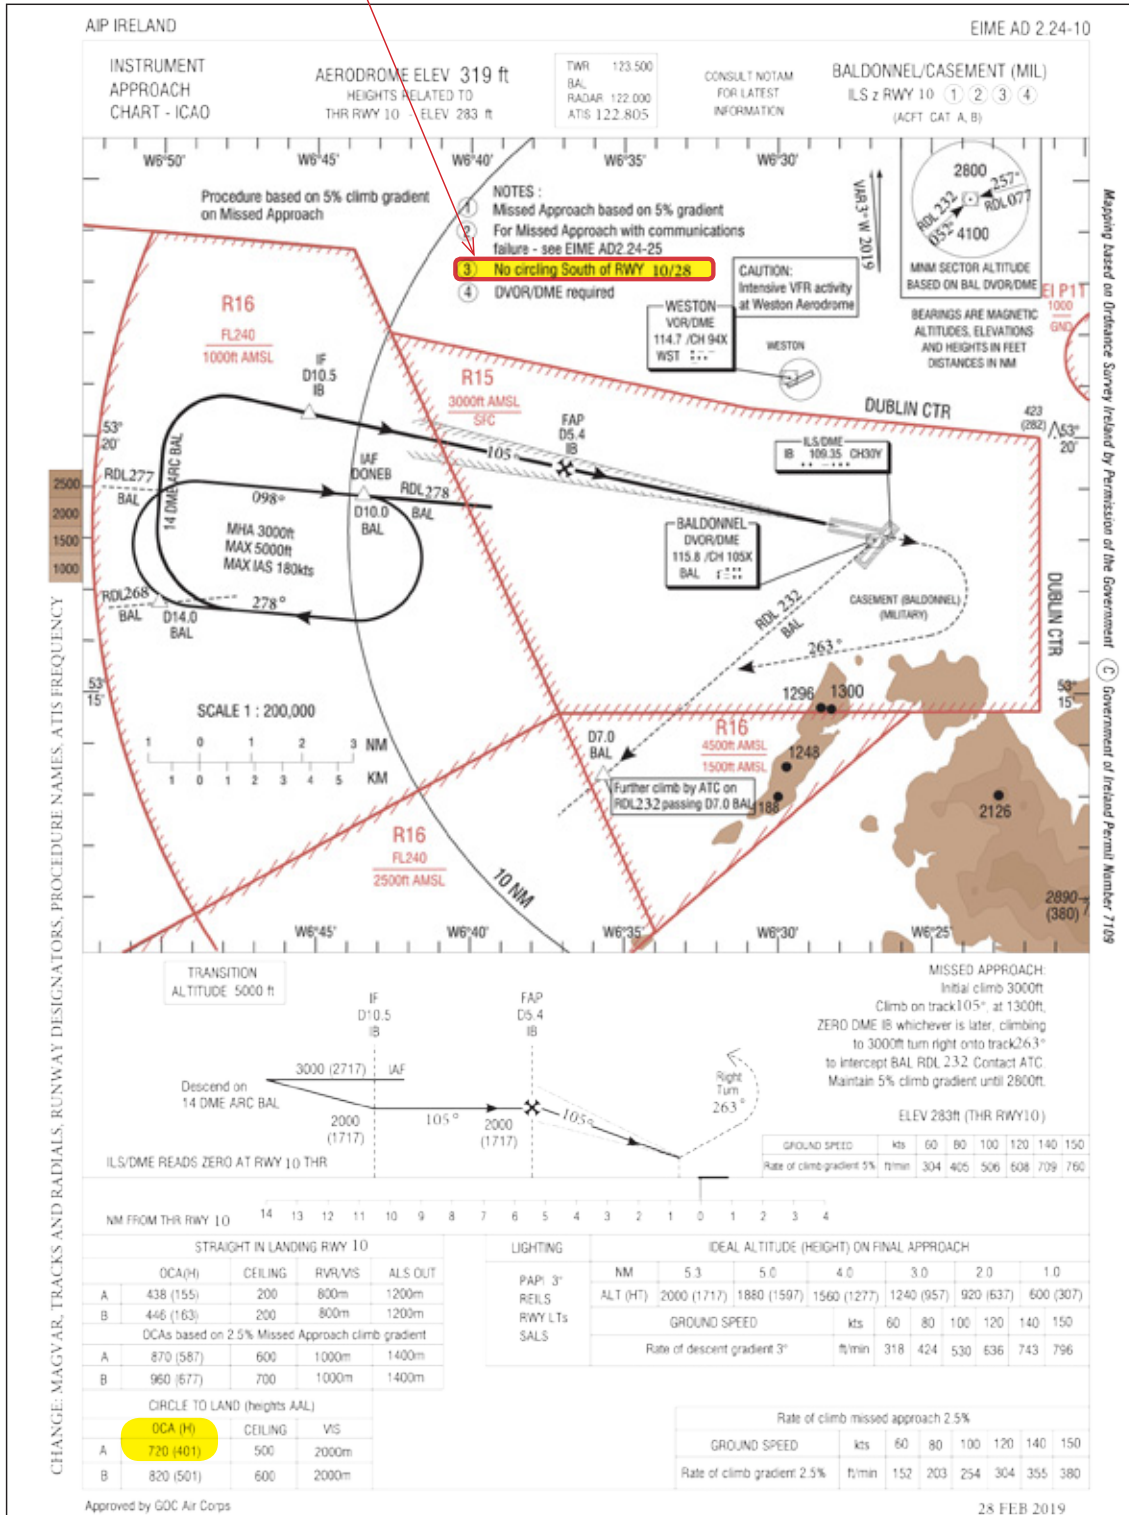 AIP IRELAND
EIME AD 2.24-10
INSTRUMENT
APPROACH
CHART - ICAO
AERODROME ELEV 319 ft
HEIGHTS RELATED TO
THR RWY 10 - ELEV 283 ft
TWR 123.500
BAL
RADAR 122.000
ATIS 122.805
CONSULT NOTAM
FOR LATEST
INFORMATION
BALDONNEL/CASEMENT (MIL)
ILS z RWY 10 1 2 3 4
(ACFT CAT A, B)
W6°50' W6°45' W6°40' W6°35' W6°30'
Procedure based on 5% climb gradient
on Missed Approach
NOTES :
1 Missed Approach based on 5% gradient
2 For Missed Approach with communications
failure - see EIME AD2.24-25
3 No circling South of RWY 10/28
4 DVOR/DME required
CAUTION:
Intensive VFR activity
at Weston Aerodrome
VAR 3° W 2019
2800
257°
RDL 077
RDL 232
052°
4100
MNM SECTOR ALTITUDE
BASED ON BAL DVOR/DME
BEARINGS ARE MAGNETIC
ALTITUDES, ELEVATIONS
AND HEIGHTS IN FEET
DISTANCES IN NM
EI P1T
1000
GND
R16
FL240
1000ft AMSL
WESTON
VOR/DME
114.7 /CH 94X
WST
WESTON
IF
D10.5
IB
R15
3000ft AMSL
SFC
FAP
D5.4
IB
DUBLIN CTR
423
(282)
53°
20'
53°
20'
105
ILS/DME
IB 109.35 CH30Y
IAF
DONEB
D10.0
BAL
RDL277
BAL
14 DME ARC BAL
098°
RDL278
BAL
MHA 3000ft
MAX 5000ft
MAX IAS 180kts
BALDONNEL
DVOR/DME
115.8 /CH 105X
BAL
RDL268
BAL
D14.0
BAL
278°
RDL 232
BAL
CASEMENT (BALDONNEL)
(MILITARY)
263°
DUBLIN CTR
53°
15'
53°
15'
2500
2000
1500
1000
SCALE 1 : 200,000
1 0 1 2 3 NM
1 0 1 2 3 4 5 KM
1296 1300
D7.0
BAL
R16
4500ft AMSL
1500ft AMSL
1248
Further climb by ATC on
RDL232 passing D7.0 BAL
1188
2126
R16
FL240
2500ft AMSL
10 NM
2890
(380)
W6°45' W6°40' W6°35' W6°30' W6°25'
Mapping based on Ordnance Survey Ireland by Permission of the Government C Government of Ireland Permit Number 7109
CHANGE: MAGVAR, TRACKS AND RADIALS, RUNWAY DESIGNATORS, PROCEDURE NAMES, ATIS FREQUENCY
TRANSITION
ALTITUDE 5000 ft
IF
D10.5
IB
FAP
D5.4
IB
3000 (2717) IAF
Descend on
14 DME ARC BAL
2000
(1717)
105°
2000
(1717)
105°
Right
Turn
263°
ILS/DME READS ZERO AT RWY 10 THR
MISSED APPROACH:
Initial climb 3000ft
Climb on track105°, at 1300ft,
ZERO DME IB whichever is later, climbing
to 3000ft turn right onto track263°
to intercept BAL RDL 232 Contact ATC.
Maintain 5% climb gradient until 2800ft.
ELEV 283ft (THR RWY10)
GROUND SPEED kts 60 80 100 120 140 150
Rate of climb-gradient 5% ft/min 304 405 506 608 709 760
NM FROM THR RWY 10 14 13 12 11 10 9 8 7 6 5 4 3 2 1 0 1 2 3 4
STRAIGHT IN LANDING RWY 10
OCA(H) CEILING RVR/VIS ALS OUT
A 438 (155) 200 800m 1200m
B 446 (163) 200 800m 1200m
OCAs based on 2.5% Missed Approach climb gradient
A 870 (587) 600 1000m 1400m
B 960 (677) 700 1000m 1400m
CIRCLE TO LAND (heights AAL)
OCA (H) CEILING VIS
A 720 (401) 500 2000m
B 820 (501) 600 2000m
LIGHTING
PAPI 3°
REILS
RWY LTs
SALS
IDEAL ALTITUDE (HEIGHT) ON FINAL APPROACH
NM 5.3 5.0 4.0 3.0 2.0 1.0
ALT (HT) 2000 (1717) 1880 (1597) 1560 (1277) 1240 (957) 920 (637) 600 (307)
GROUND SPEED kts 60 80 100 120 140 150
Rate of descent gradient 3° ft/min 318 424 530 636 743 796
Rate of climb missed approach 2.5%
GROUND SPEED kts 60 80 100 120 140 150
Rate of climb gradient 2.5% ft/min 152 203 254 304 355 380
Approved by GOC Air Corps
28 FEB 2019